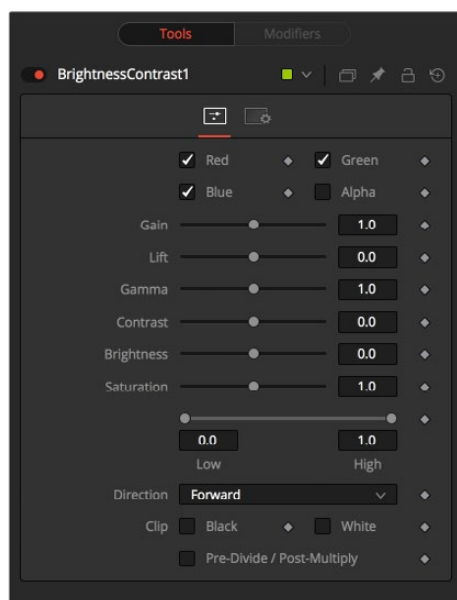 Tools Modifiers
BrightnessContrast1
Red Green
Blue Alpha
Gain 1.0
Lift 0.0
Gamma 1.0
Contrast 0.0
Brightness 0.0
Saturation 1.0
0.0 1.0
Low High
Direction Forward
Clip Black White
Pre-Divide / Post-Multiply